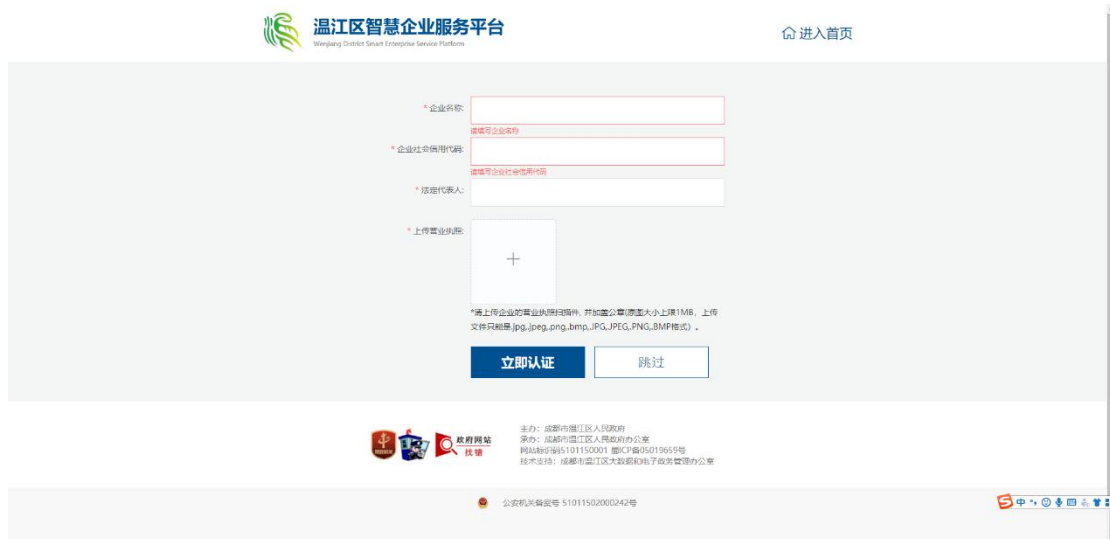 温江区智慧企业服务平台
Wenjiang District Smart Enterprise Service Platform
进入首页
* 企业名称:
请填写企业名称
* 企业社会信用代码:
请填写企业社会信用代码
* 法定代表人:
* 上传营业执照:
*请上传企业的营业执照扫描件, 并加盖公章(原图大小上限1MB、上传
文件只能是.jpg,.jpeg,.png,.bmp,.JPG,.JPEG,.PNG,.BMP格式) 。
立即认证
跳过
政府网站
找错
主办：成都市温江区人民政府
承办：成都市温江区人民政府办公室
网站标识码5101150001 蜀ICP备05019659号
技术支持：成都市温江区大数据和电子政务管理办公室
公安机关备案号 51011502000242号
中